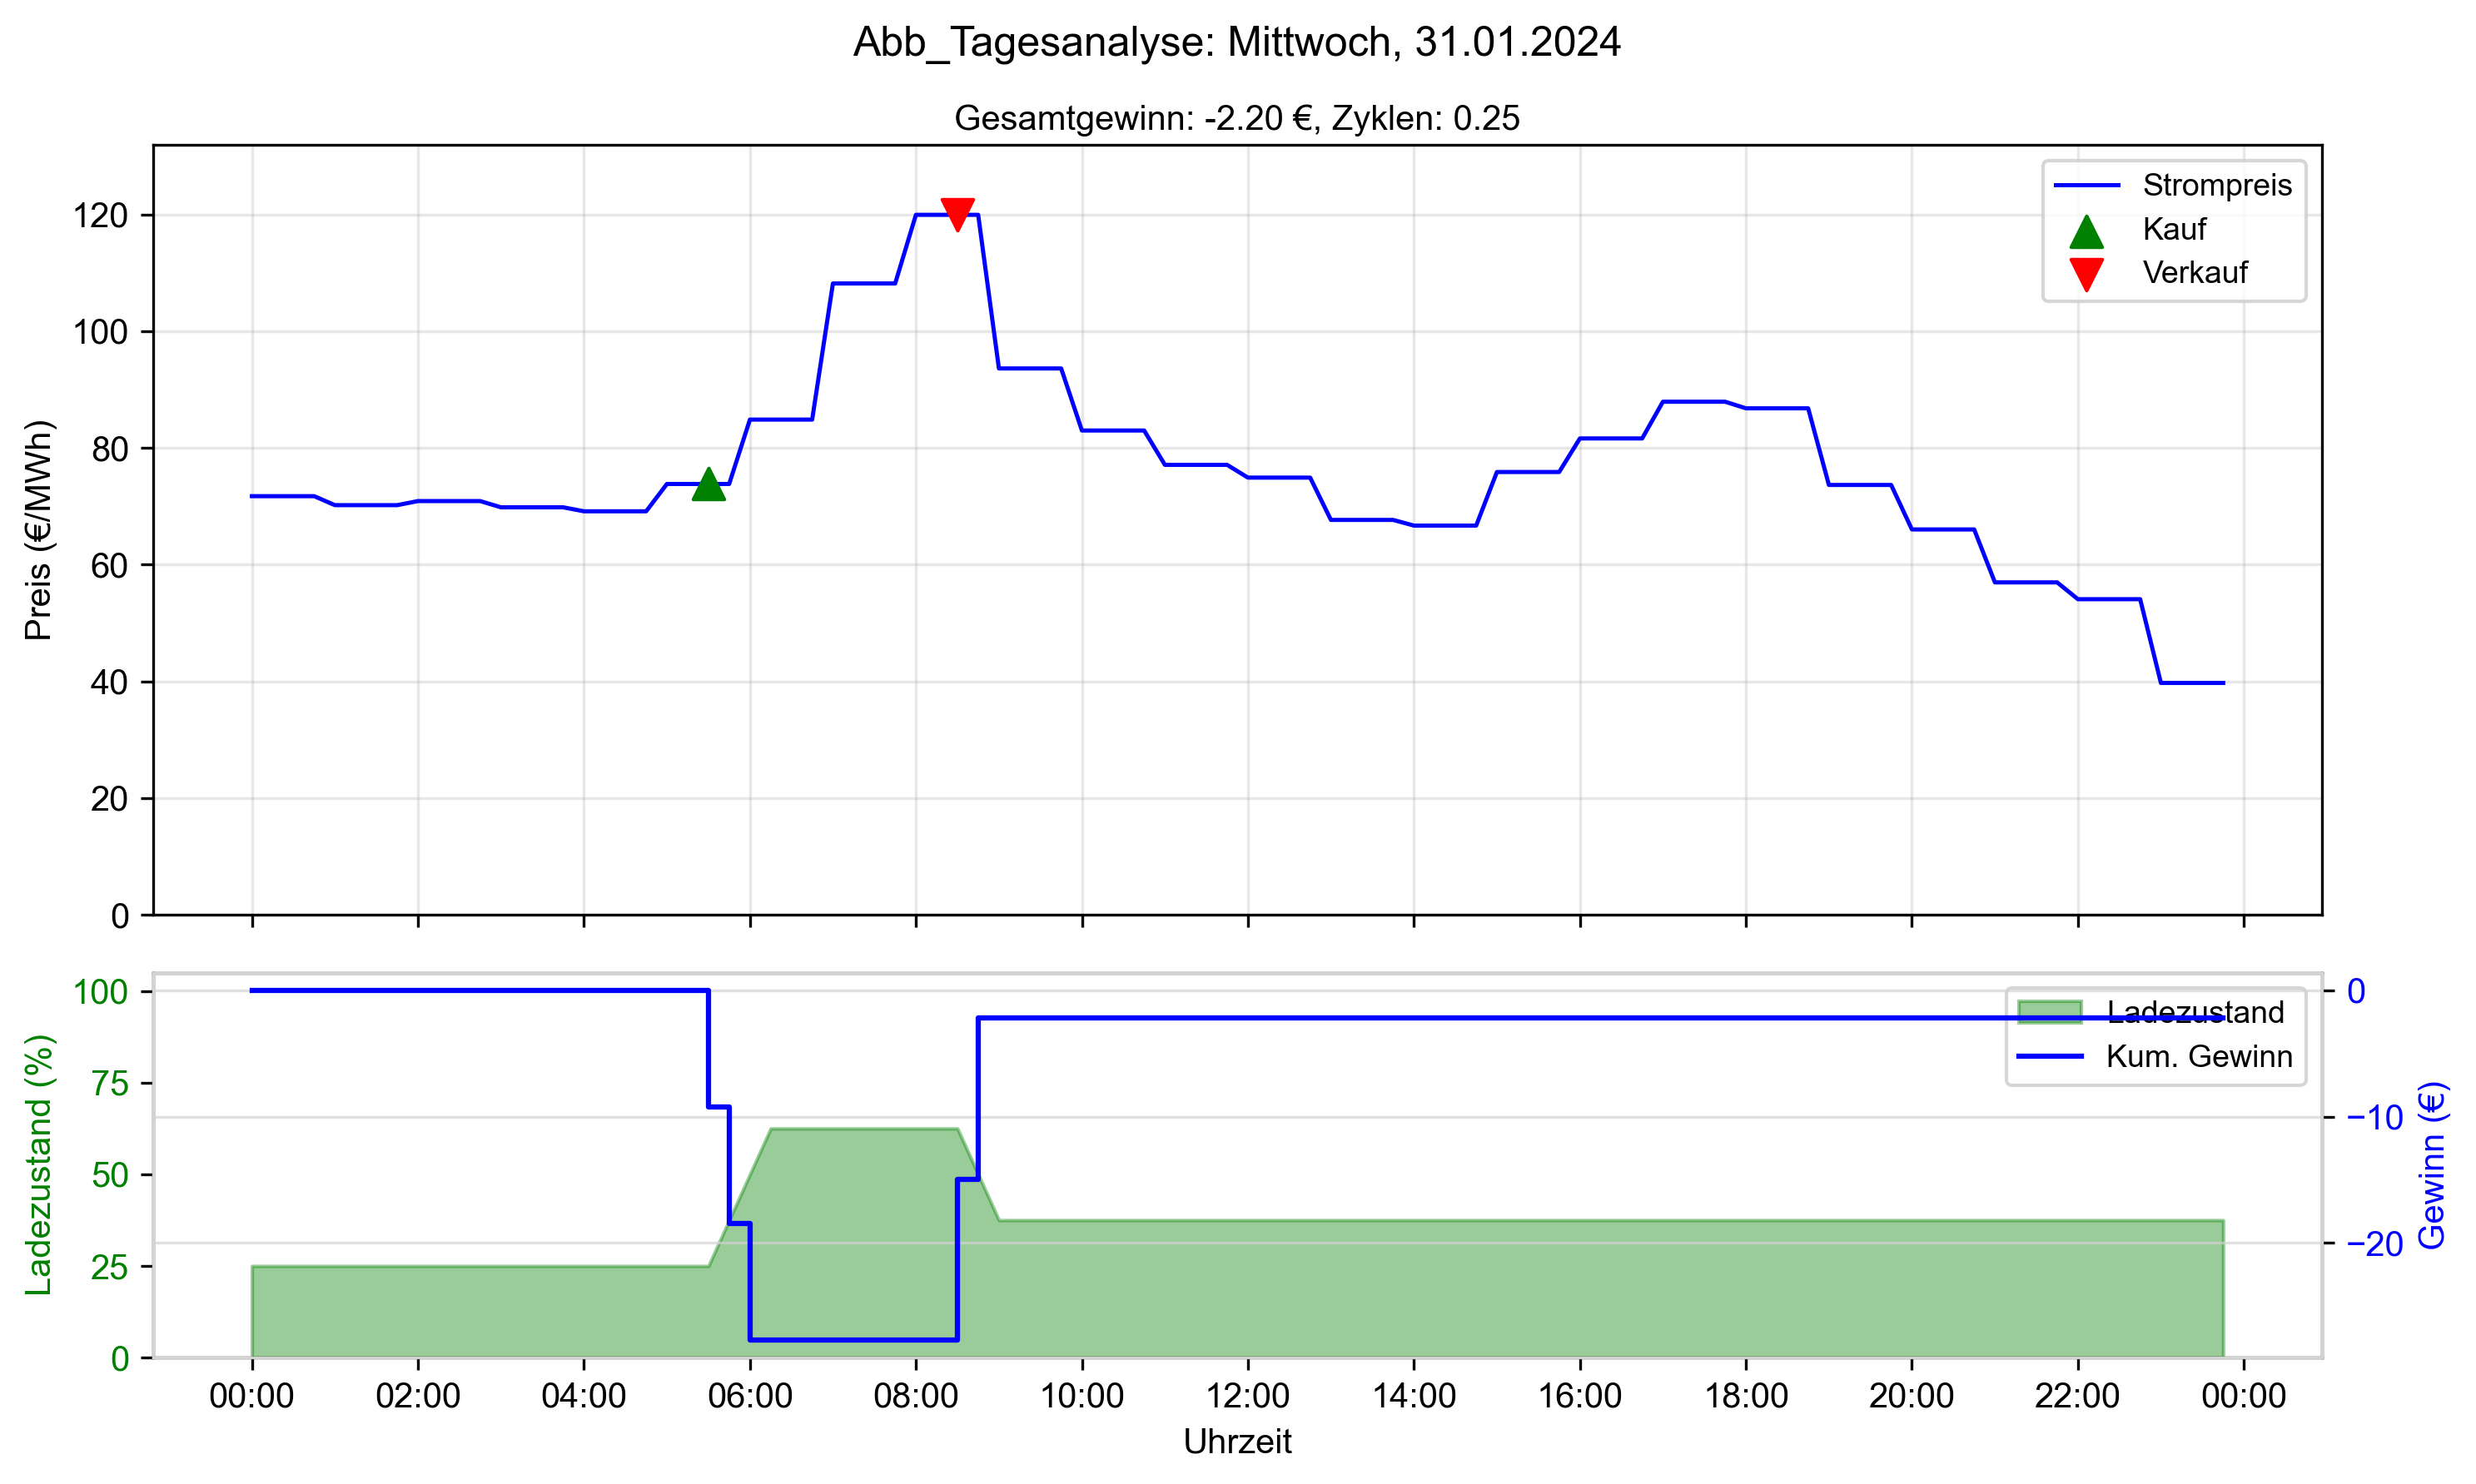 Abb_Tagesanalyse: Mittwoch, 31.01.2024
Gesamtgewinn: -2.20 €, Zyklen: 0.25
Preis (€/MWh)
120
100
80
60
40
20
0
Strompreis
Kauf
Verkauf
Ladezustand (%)
100
75
50
25
0
Ladezustand
Kum. Gewinn
0
−10
−20
Gewinn (€)
00:00 02:00 04:00 06:00 08:00 10:00 12:00 14:00 16:00 18:00 20:00 22:00 00:00
Uhrzeit